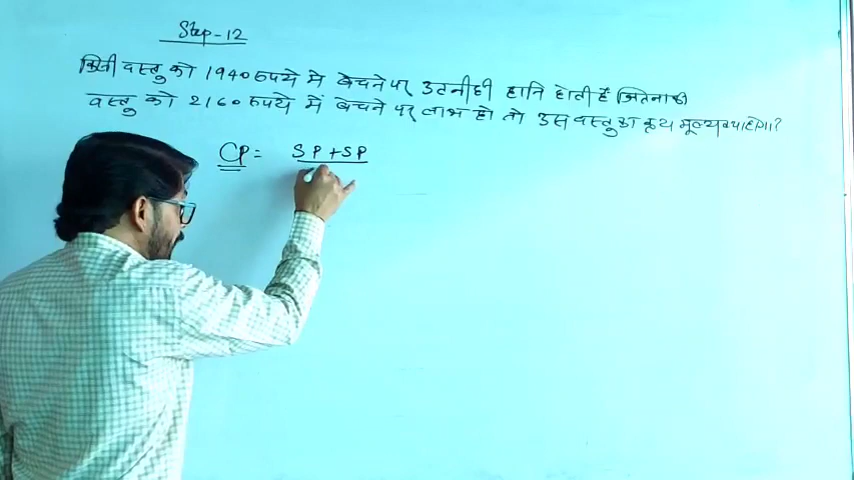 Step-12
किसी वस्तु को 1940 रुपये मे बेचने पर उतनी ही हानि होती हैं जितना की
वस्तु को 2160 रुपये में बेचने पर लाभ हो तो उस वस्तु का क्रय मूल्य क्या होगा?
CP = SP+SP